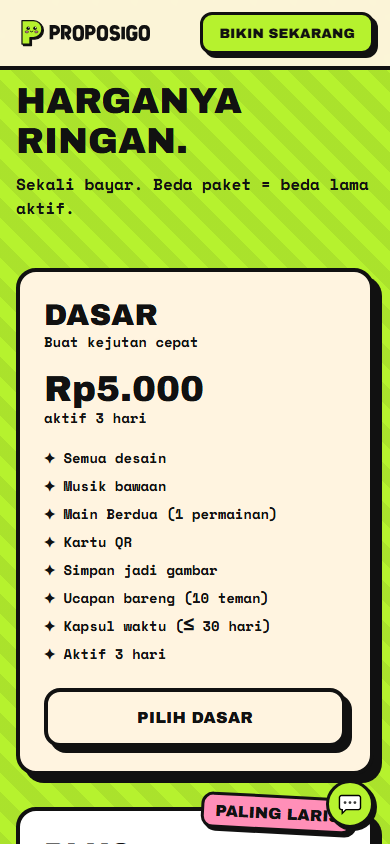 PROPOSIGO
BIKIN SEKARANG
HARGANYA
RINGAN.
Sekali bayar. Beda paket = beda lama
aktif.
DASAR
Buat kejutan cepat
Rp5.000
aktif 3 hari
✦ Semua desain
✦ Musik bawaan
✦ Main Berdua (1 permainan)
✦ Kartu QR
✦ Simpan jadi gambar
✦ Ucapan bareng (10 teman)
✦ Kapsul waktu (≤ 30 hari)
✦ Aktif 3 hari
PILIH DASAR
PALING LARIS